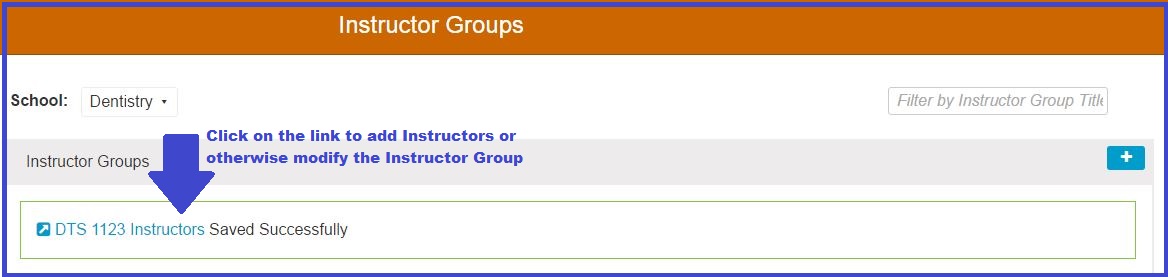 Instructor Groups
School: Dentistry
Filter by Instructor Group Title
Click on the link to add Instructors or
otherwise modify the Instructor Group
Instructor Groups
+
DTS 1123 Instructors Saved Successfully